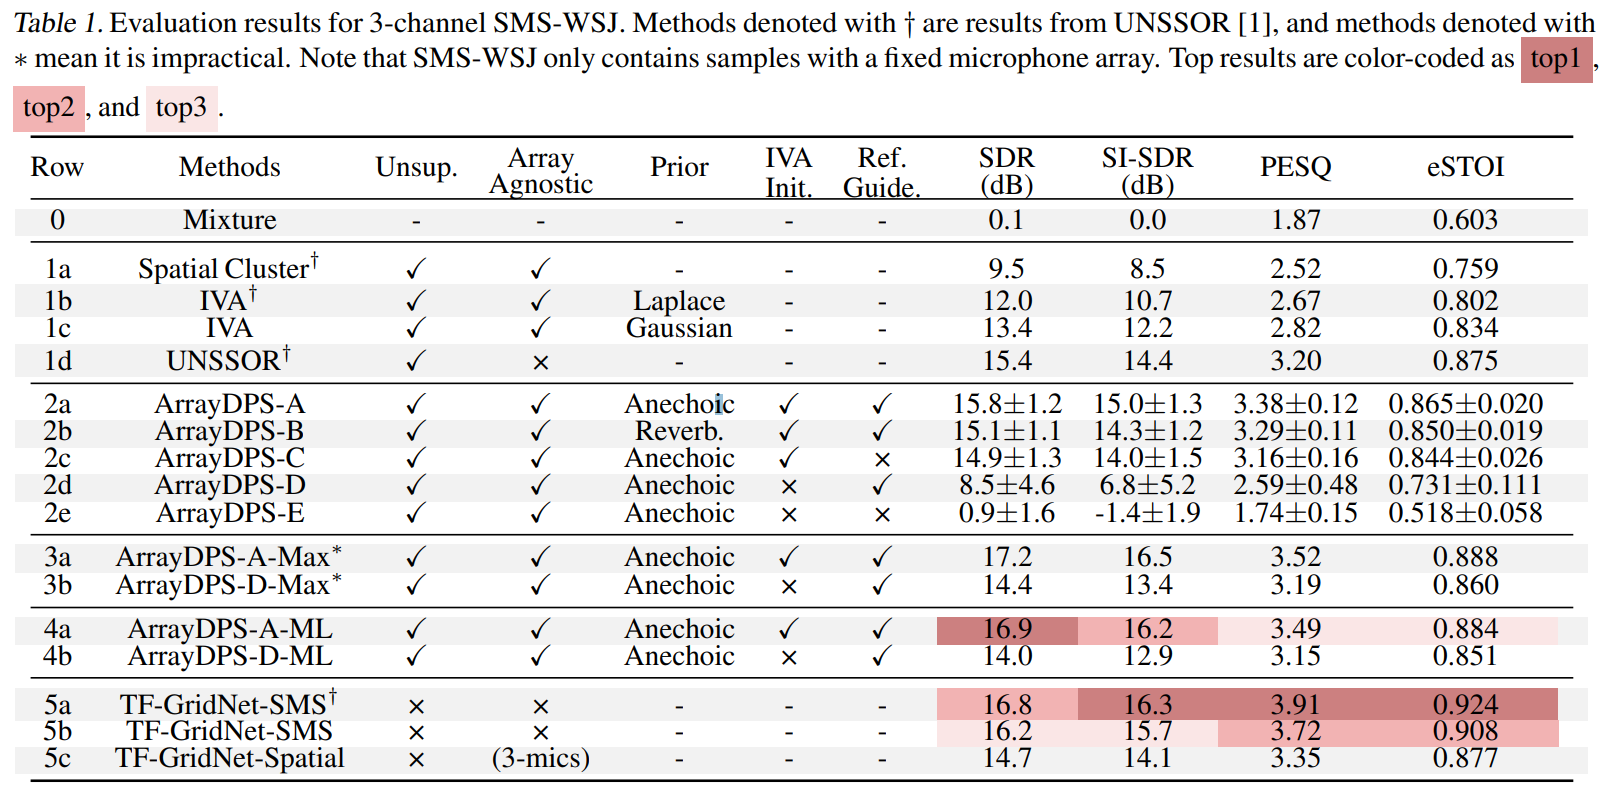 Table 1. Evaluation results for 3-channel SMS-WSJ. Methods denoted with † are results from UNSSOR [1], and methods denoted with
∗ mean it is impractical. Note that SMS-WSJ only contains samples with a fixed microphone array. Top results are color-coded as top1 ,
top2 , and top3 .
Row Methods Unsup. Array Agnostic Prior IVA Init. Ref. Guide. SDR (dB) SI-SDR (dB) PESQ eSTOI
0 Mixture - - - - - 0.1 0.0 1.87 0.603
1a Spatial Cluster† ✓ ✓ - - - 9.5 8.5 2.52 0.759
1b IVA† ✓ ✓ Laplace - - 12.0 10.7 2.67 0.802
1c IVA ✓ ✓ Gaussian - - 13.4 12.2 2.82 0.834
1d UNSSOR† ✓ × - - - 15.4 14.4 3.20 0.875
2a ArrayDPS-A ✓ ✓ Anechoic ✓ ✓ 15.8±1.2 15.0±1.3 3.38±0.12 0.865±0.020
2b ArrayDPS-B ✓ ✓ Reverb. ✓ ✓ 15.1±1.1 14.3±1.2 3.29±0.11 0.850±0.019
2c ArrayDPS-C ✓ ✓ Anechoic ✓ × 14.9±1.3 14.0±1.5 3.16±0.16 0.844±0.026
2d ArrayDPS-D ✓ ✓ Anechoic × ✓ 8.5±4.6 6.8±5.2 2.59±0.48 0.731±0.111
2e ArrayDPS-E ✓ ✓ Anechoic × × 0.9±1.6 -1.4±1.9 1.74±0.15 0.518±0.058
3a ArrayDPS-A-Max∗ ✓ ✓ Anechoic ✓ ✓ 17.2 16.5 3.52 0.888
3b ArrayDPS-D-Max∗ ✓ ✓ Anechoic × ✓ 14.4 13.4 3.19 0.860
4a ArrayDPS-A-ML ✓ ✓ Anechoic ✓ ✓ 16.9 16.2 3.49 0.884
4b ArrayDPS-D-ML ✓ ✓ Anechoic × ✓ 14.0 12.9 3.15 0.851
5a TF-GridNet-SMS† × × - - - 16.8 16.3 3.91 0.924
5b TF-GridNet-SMS × × - - - 16.2 15.7 3.72 0.908
5c TF-GridNet-Spatial × (3-mics) - - - 14.7 14.1 3.35 0.877